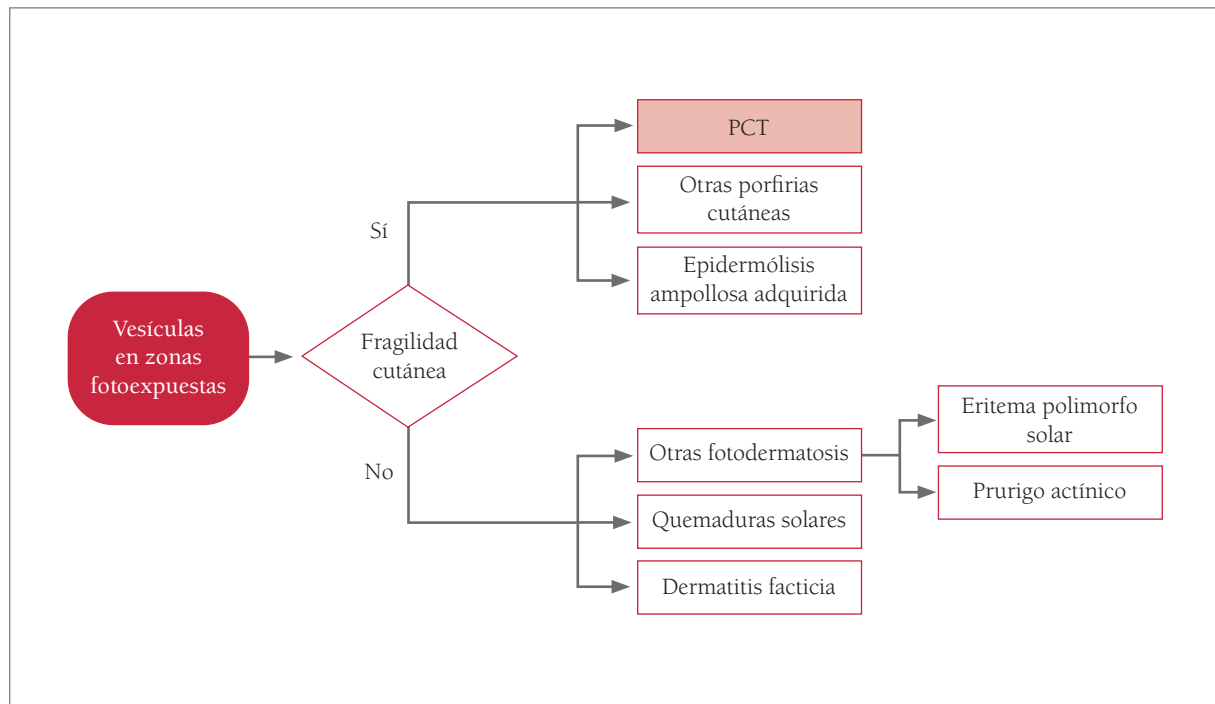 PCT
Otras porfirias
cutáneas
Sí
Epidermólisis
ampollosa adquirida
Vesículas
en zonas
fotoexpuestas
Fragilidad
cutánea
Eritema polimorfo
solar
Otras fotodermatosis
No
Prurigo actínico
Quemaduras solares
Dermatitis facticia